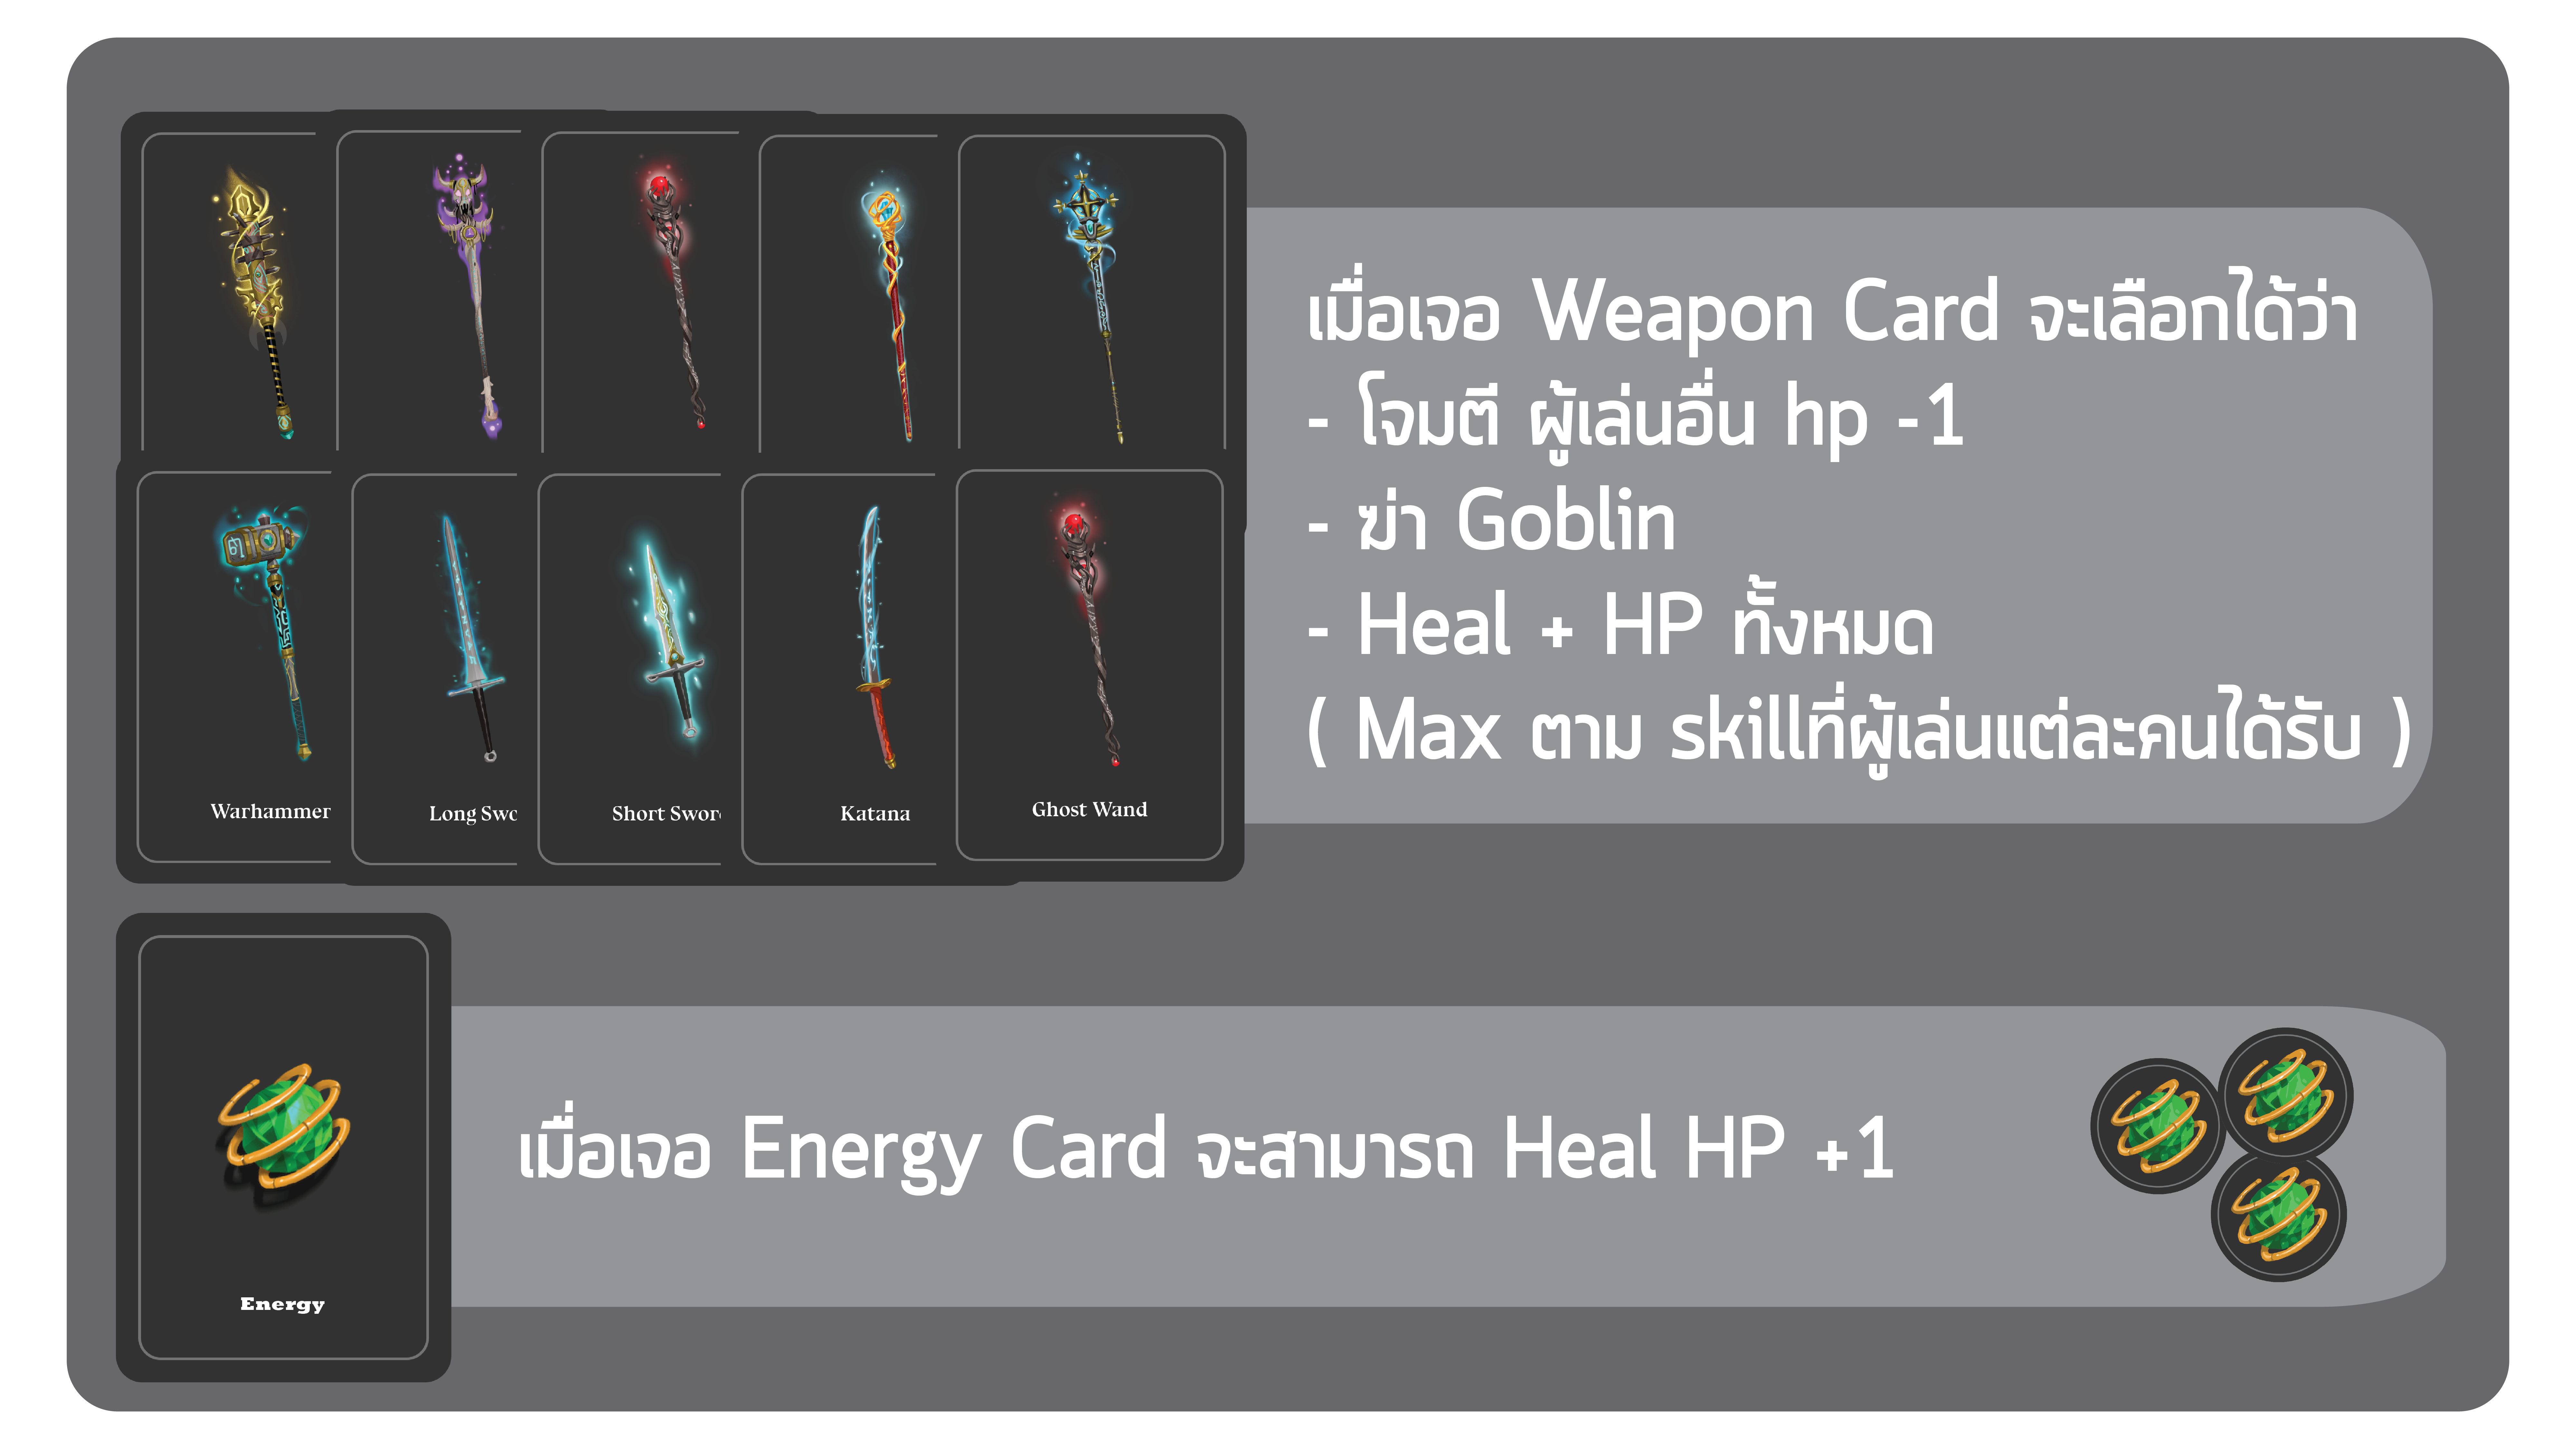 เมื่อเจอ Weapon Card จะเลือกได้ว่า
- โจมตี ผู้เล่นอื่น hp -1
- ฆ่า Goblin
- Heal + HP ทั้งหมด
( Max ตาม skillที่ผู้เล่นแต่ละคนได้รับ )
Warhammer
Long Swo
Short Swor
Katana
Ghost Wand
เมื่อเจอ Energy Card จะสามารถ Heal HP +1
Energy